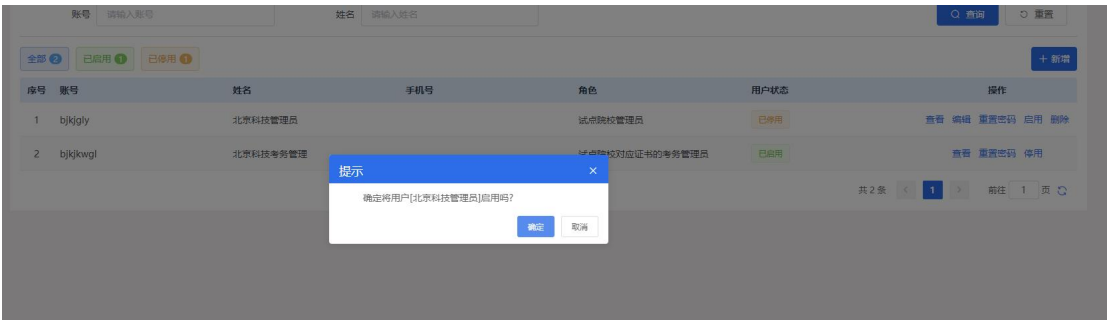 账号 请输入账号 姓名 请输入姓名 查询 重置
全部 2 已启用 1 已停用 1 + 新增
序号 账号 姓名 手机号 角色 用户状态 操作
1 bjkjgly 北京科技管理员 试点院校管理员 已停用 查看 编辑 重置密码 启用 删除
2 bjkjkwgl 北京科技考务管理 试点院校对应证书的考务管理员 已启用 查看 重置密码 停用
提示 ×
共 2 条 < 1 > 前往 1 页
确定将用户[北京科技管理员]启用吗?
确定 取消